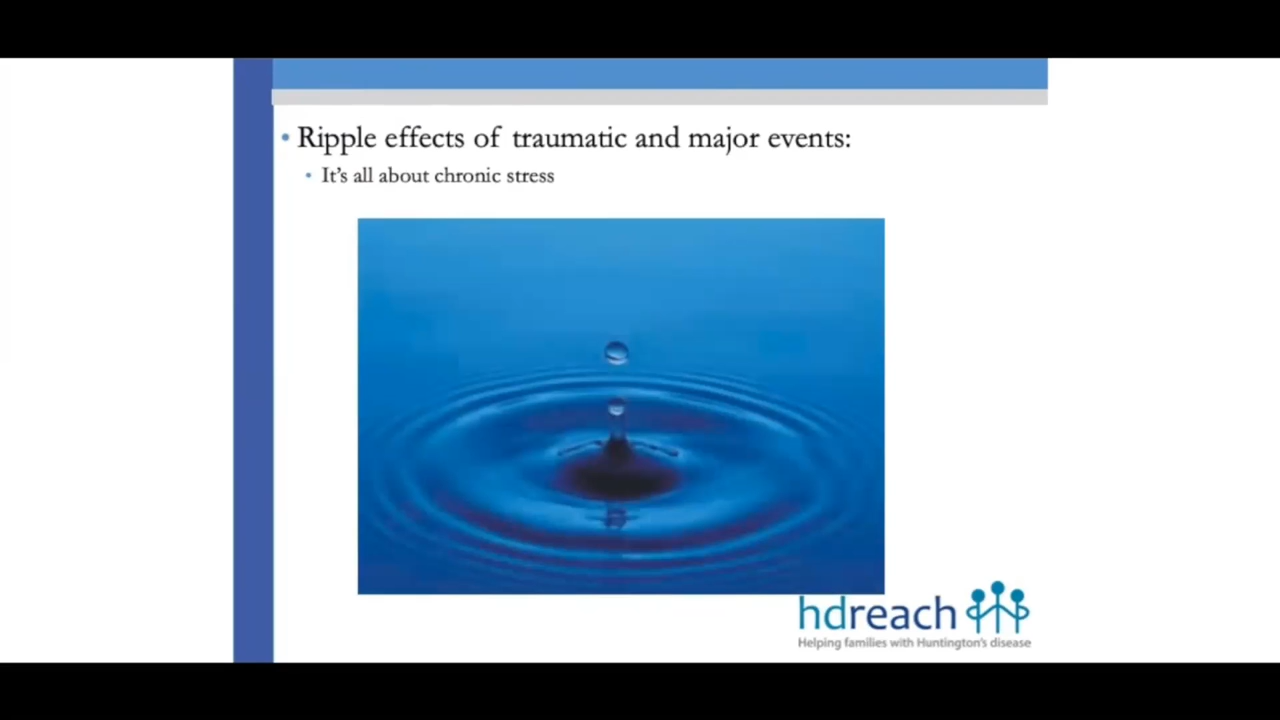 • Ripple effects of traumatic and major events:
• It's all about chronic stress
hdreach
Helping families with Huntington's disease